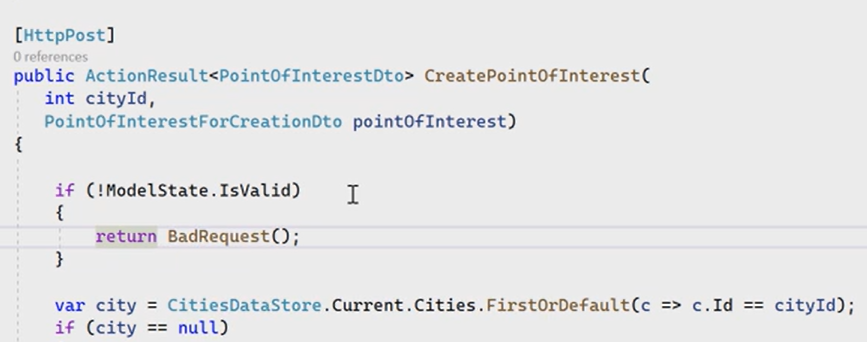 [HttpPost]
0 references
public ActionResult<PointOfInterestDto> CreatePointOfInterest(
int cityId,
PointOfInterestForCreationDto pointOfInterest)
{
if (!ModelState.IsValid)
{
return BadRequest();
}
var city = CitiesDataStore.Current.Cities.FirstOrDefault(c => c.Id == cityId);
if (city == null)